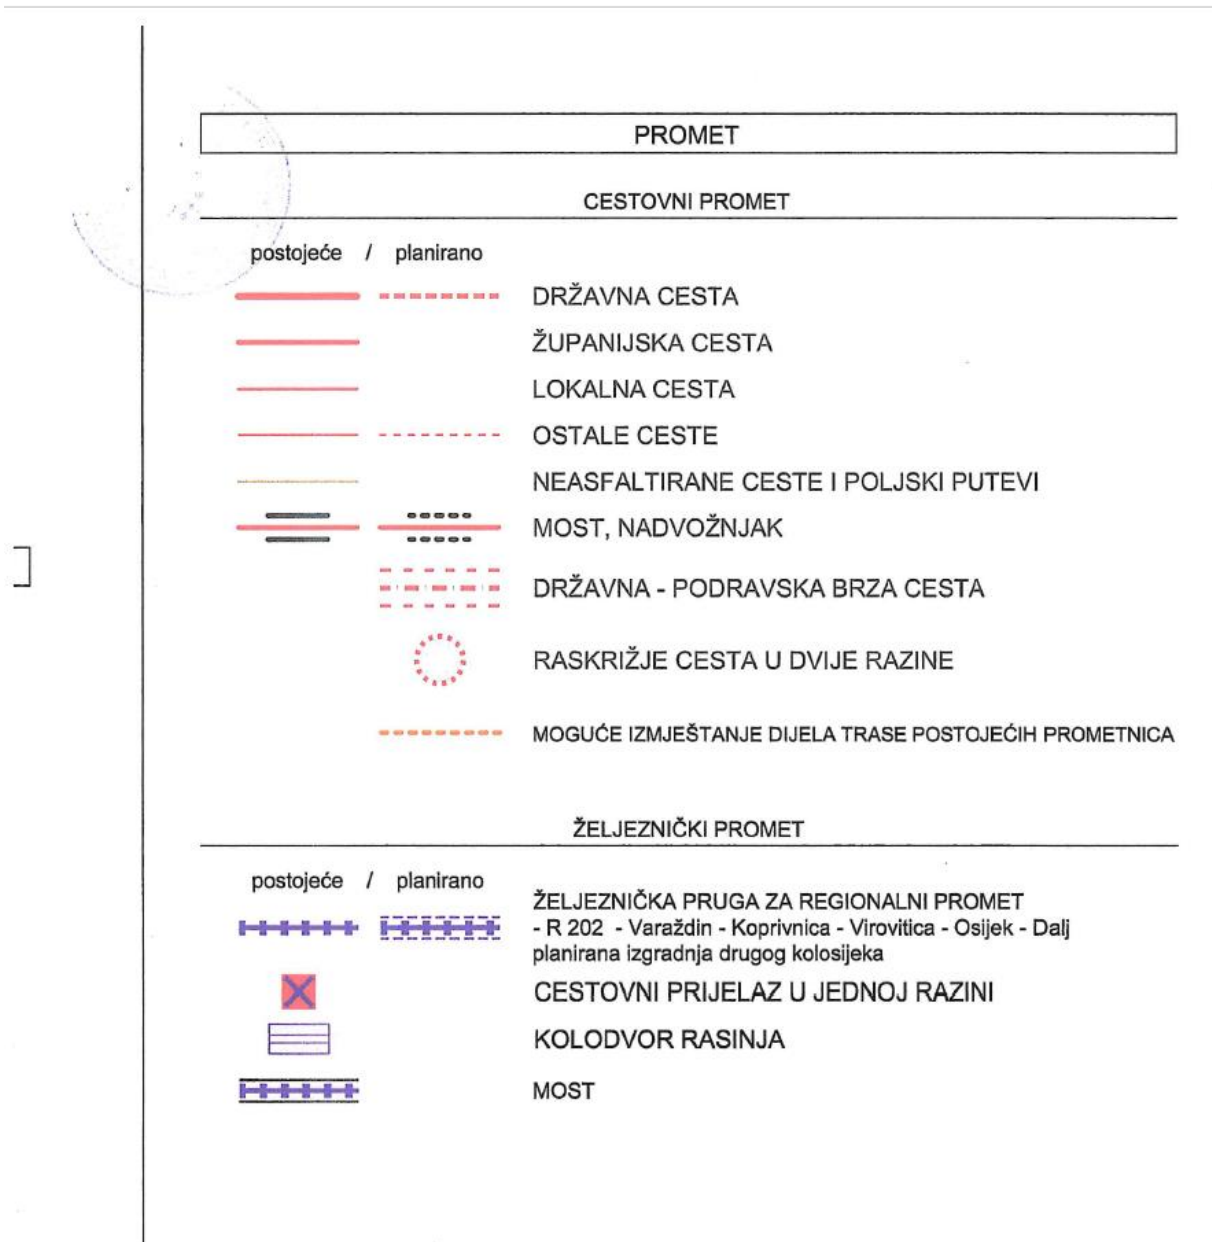 PROMET
CESTOVNI PROMET
postojeće / planirano
DRŽAVNA CESTA
ŽUPANIJSKA CESTA
LOKALNA CESTA
OSTALE CESTE
NEASFALTIRANE CESTE I POLJSKI PUTEVI
MOST, NADVOŽNJAK
DRŽAVNA - PODRAVSKA BRZA CESTA
RASKRIŽJE CESTA U DVIJE RAZINE
MOGUĆE IZMJEŠTANJE DIJELA TRASE POSTOJEĆIH PROMETNICA
ŽELJEZNIČKI PROMET
postojeće / planirano
ŽELJEZNIČKA PRUGA ZA REGIONALNI PROMET
- R 202 - Varaždin - Koprivnica - Virovitica - Osijek - Dalj
planirana izgradnja drugog kolosijeka
CESTOVNI PRIJELAZ U JEDNOJ RAZINI
KOLODVOR RASINJA
MOST